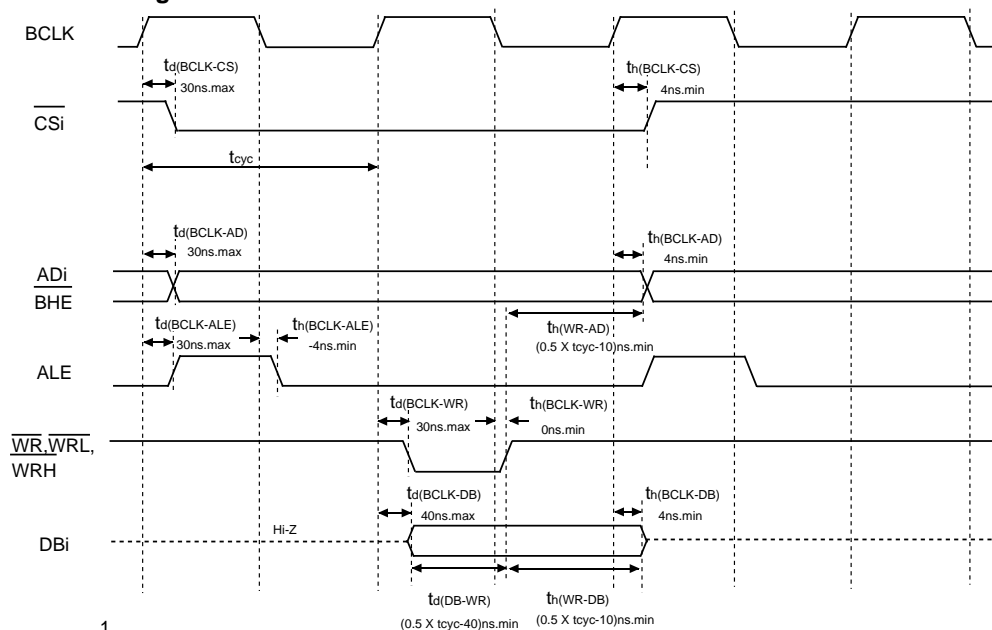 BCLK
td(BCLK-CS)
30ns.max
th(BCLK-CS)
4ns.min
CSi
tcyc
td(BCLK-AD)
30ns.max
th(BCLK-AD)
4ns.min
ADi
BHE
td(BCLK-ALE)
30ns.max
th(BCLK-ALE)
-4ns.min
th(WR-AD)
(0.5 X tcyc-10)ns.min
ALE
td(BCLK-WR)
30ns.max
th(BCLK-WR)
0ns.min
WR,WRL,
WRH
td(BCLK-DB)
40ns.max
th(BCLK-DB)
4ns.min
Hi-Z
DBi
td(DB-WR)
(0.5 X tcyc-40)ns.min
th(WR-DB)
(0.5 X tcyc-10)ns.min
1